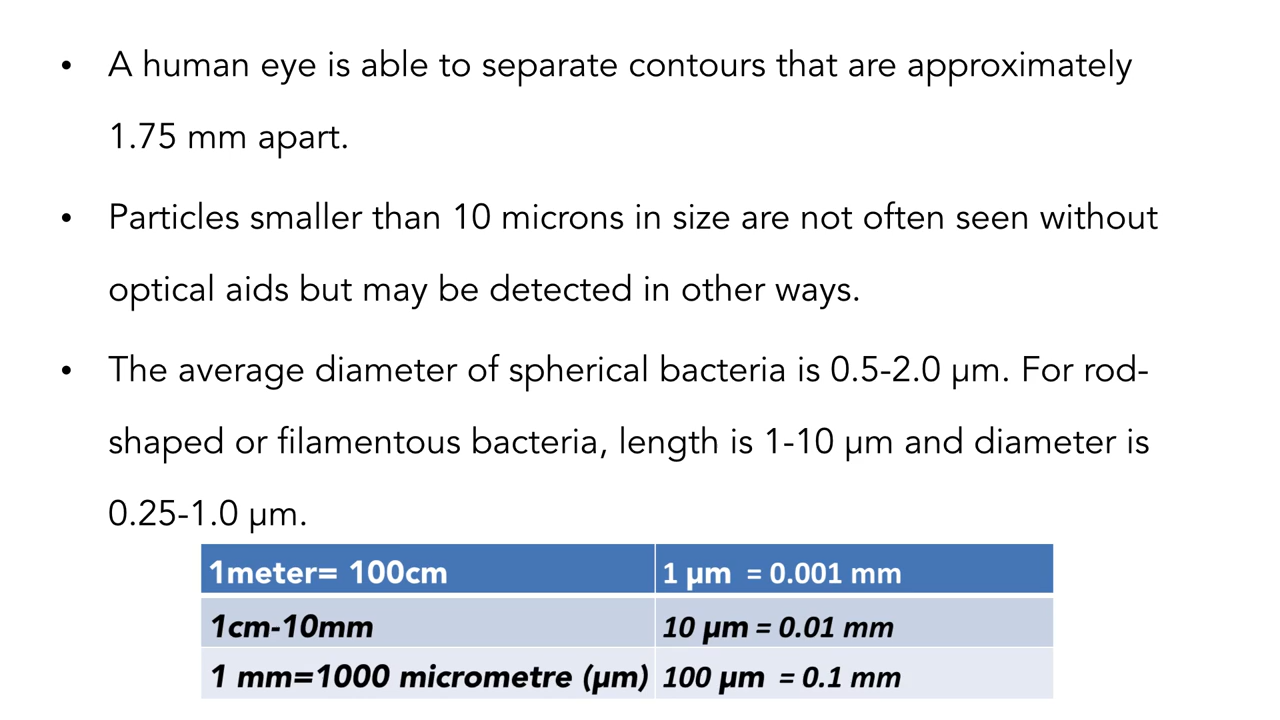 • A human eye is able to separate contours that are approximately
1.75 mm apart.
• Particles smaller than 10 microns in size are not often seen without
optical aids but may be detected in other ways.
• The average diameter of spherical bacteria is 0.5-2.0 µm. For rod-
shaped or filamentous bacteria, length is 1-10 µm and diameter is
0.25-1.0 µm.
1meter= 100cm 1 µm = 0.001 mm
1cm-10mm 10 µm = 0.01 mm
1 mm=1000 micrometre (µm) 100 µm = 0.1 mm